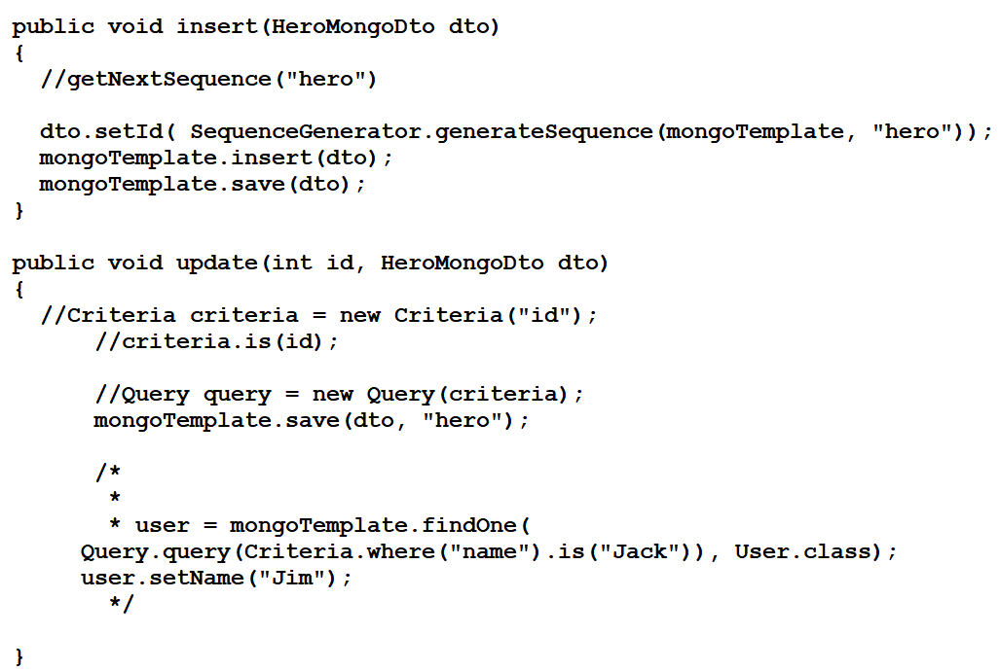 public void insert(HeroMongoDto dto)
{
  //getNextSequence("hero")

  dto.setId( SequenceGenerator.generateSequence(mongoTemplate, "hero"));
  mongoTemplate.insert(dto);
  mongoTemplate.save(dto);
}

public void update(int id, HeroMongoDto dto)
{
  //Criteria criteria = new Criteria("id");
      //criteria.is(id);

      //Query query = new Query(criteria);
      mongoTemplate.save(dto, "hero");

      /*
       *
       * user = mongoTemplate.findOne(
     Query.query(Criteria.where("name").is("Jack")), User.class);
     user.setName("Jim");
       */

}